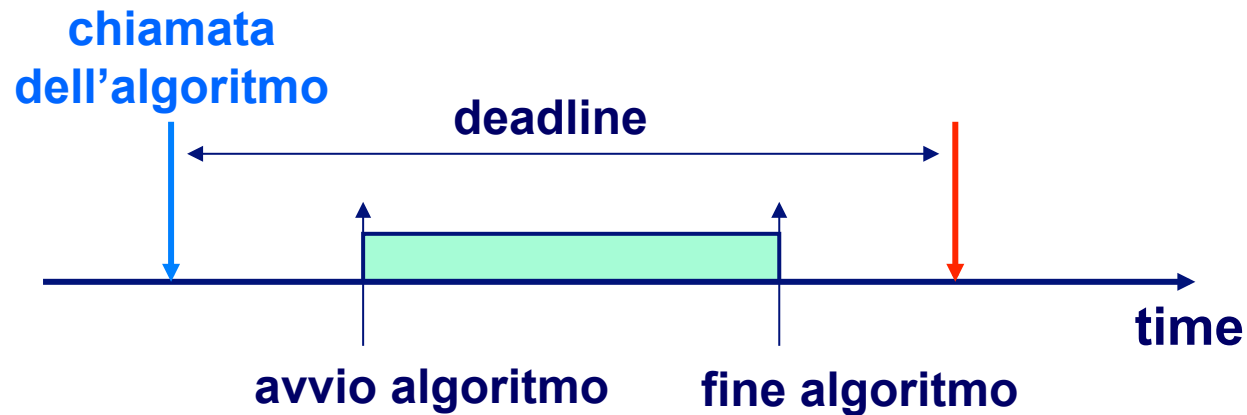 chiamata
dell’algoritmo
deadline
time
avvio algoritmo
fine algoritmo